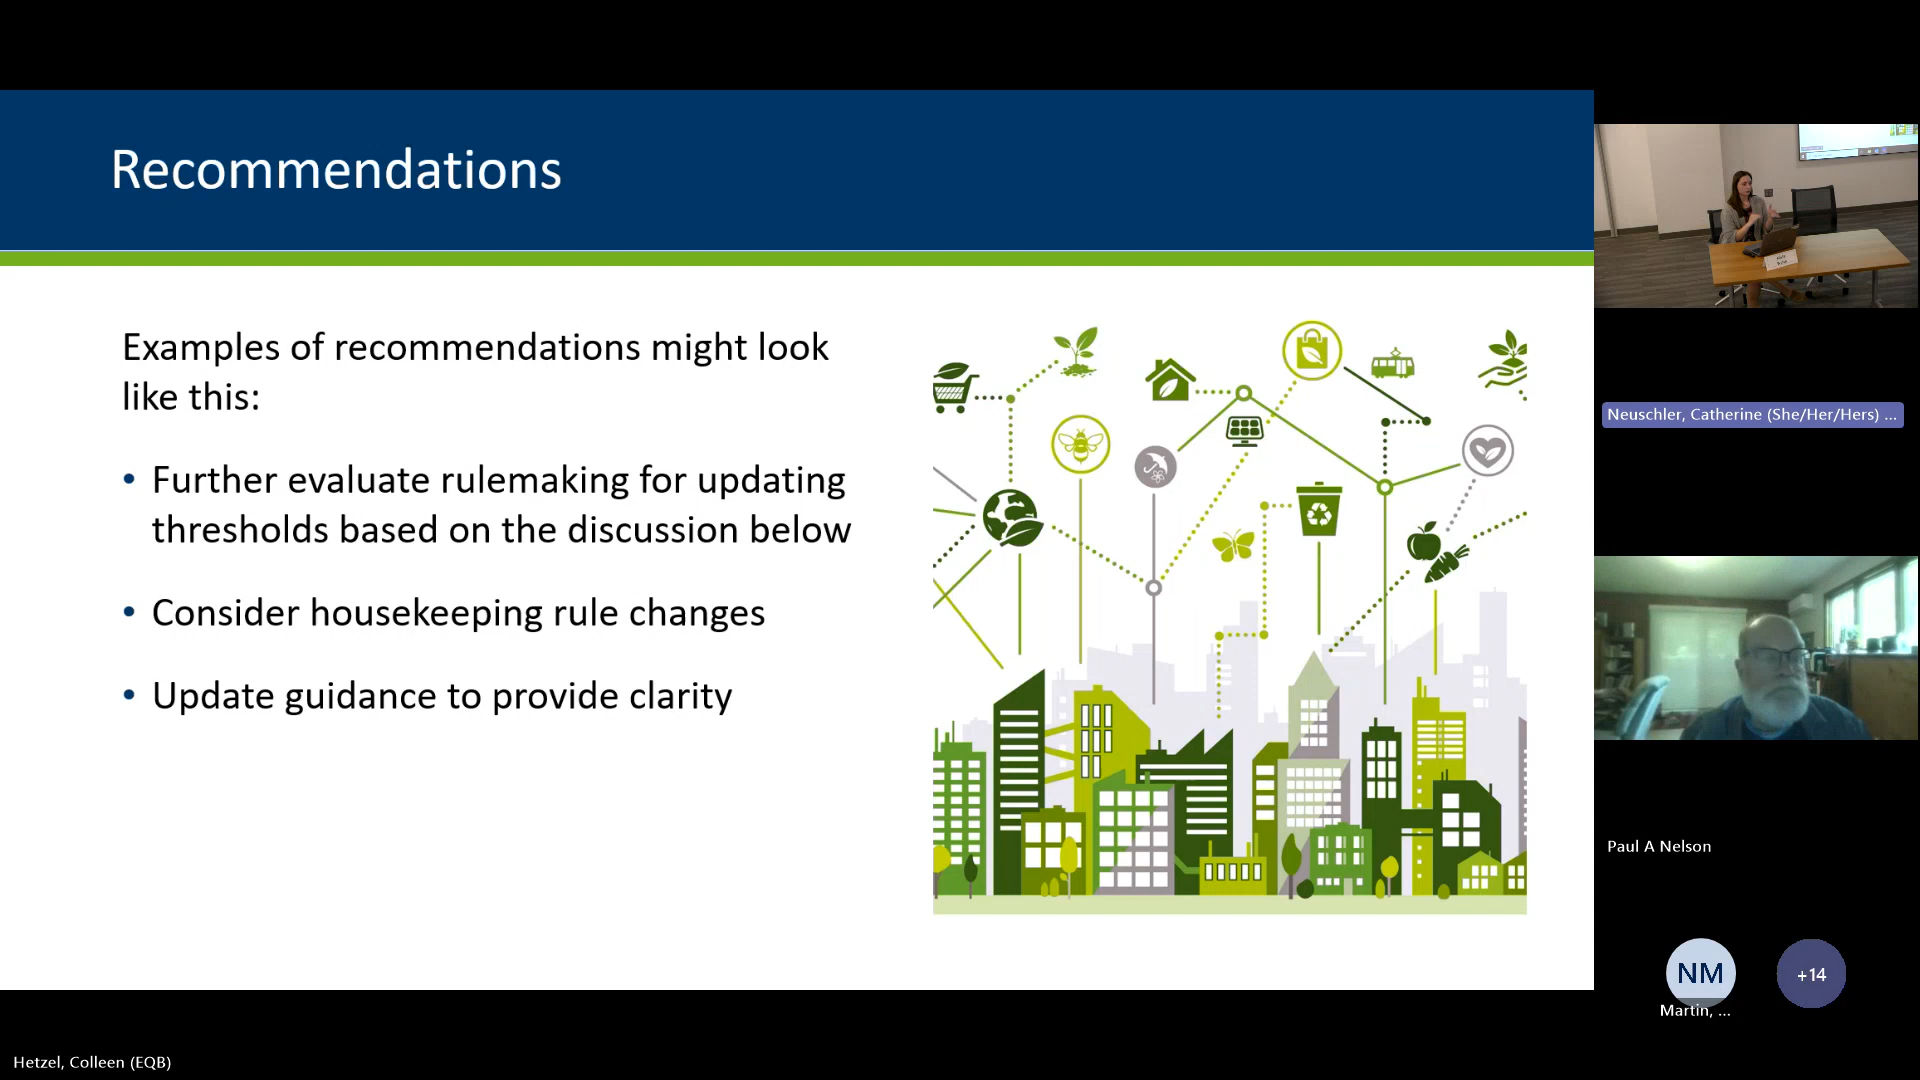 Recommendations
Examples of recommendations might look
like this:
• Further evaluate rulemaking for updating
thresholds based on the discussion below
• Consider housekeeping rule changes
• Update guidance to provide clarity
Neuschler, Catherine (She/Her/Hers) ...
Paul A Nelson
NM
+14
Martin, ...
Hetzel, Colleen (EQB)